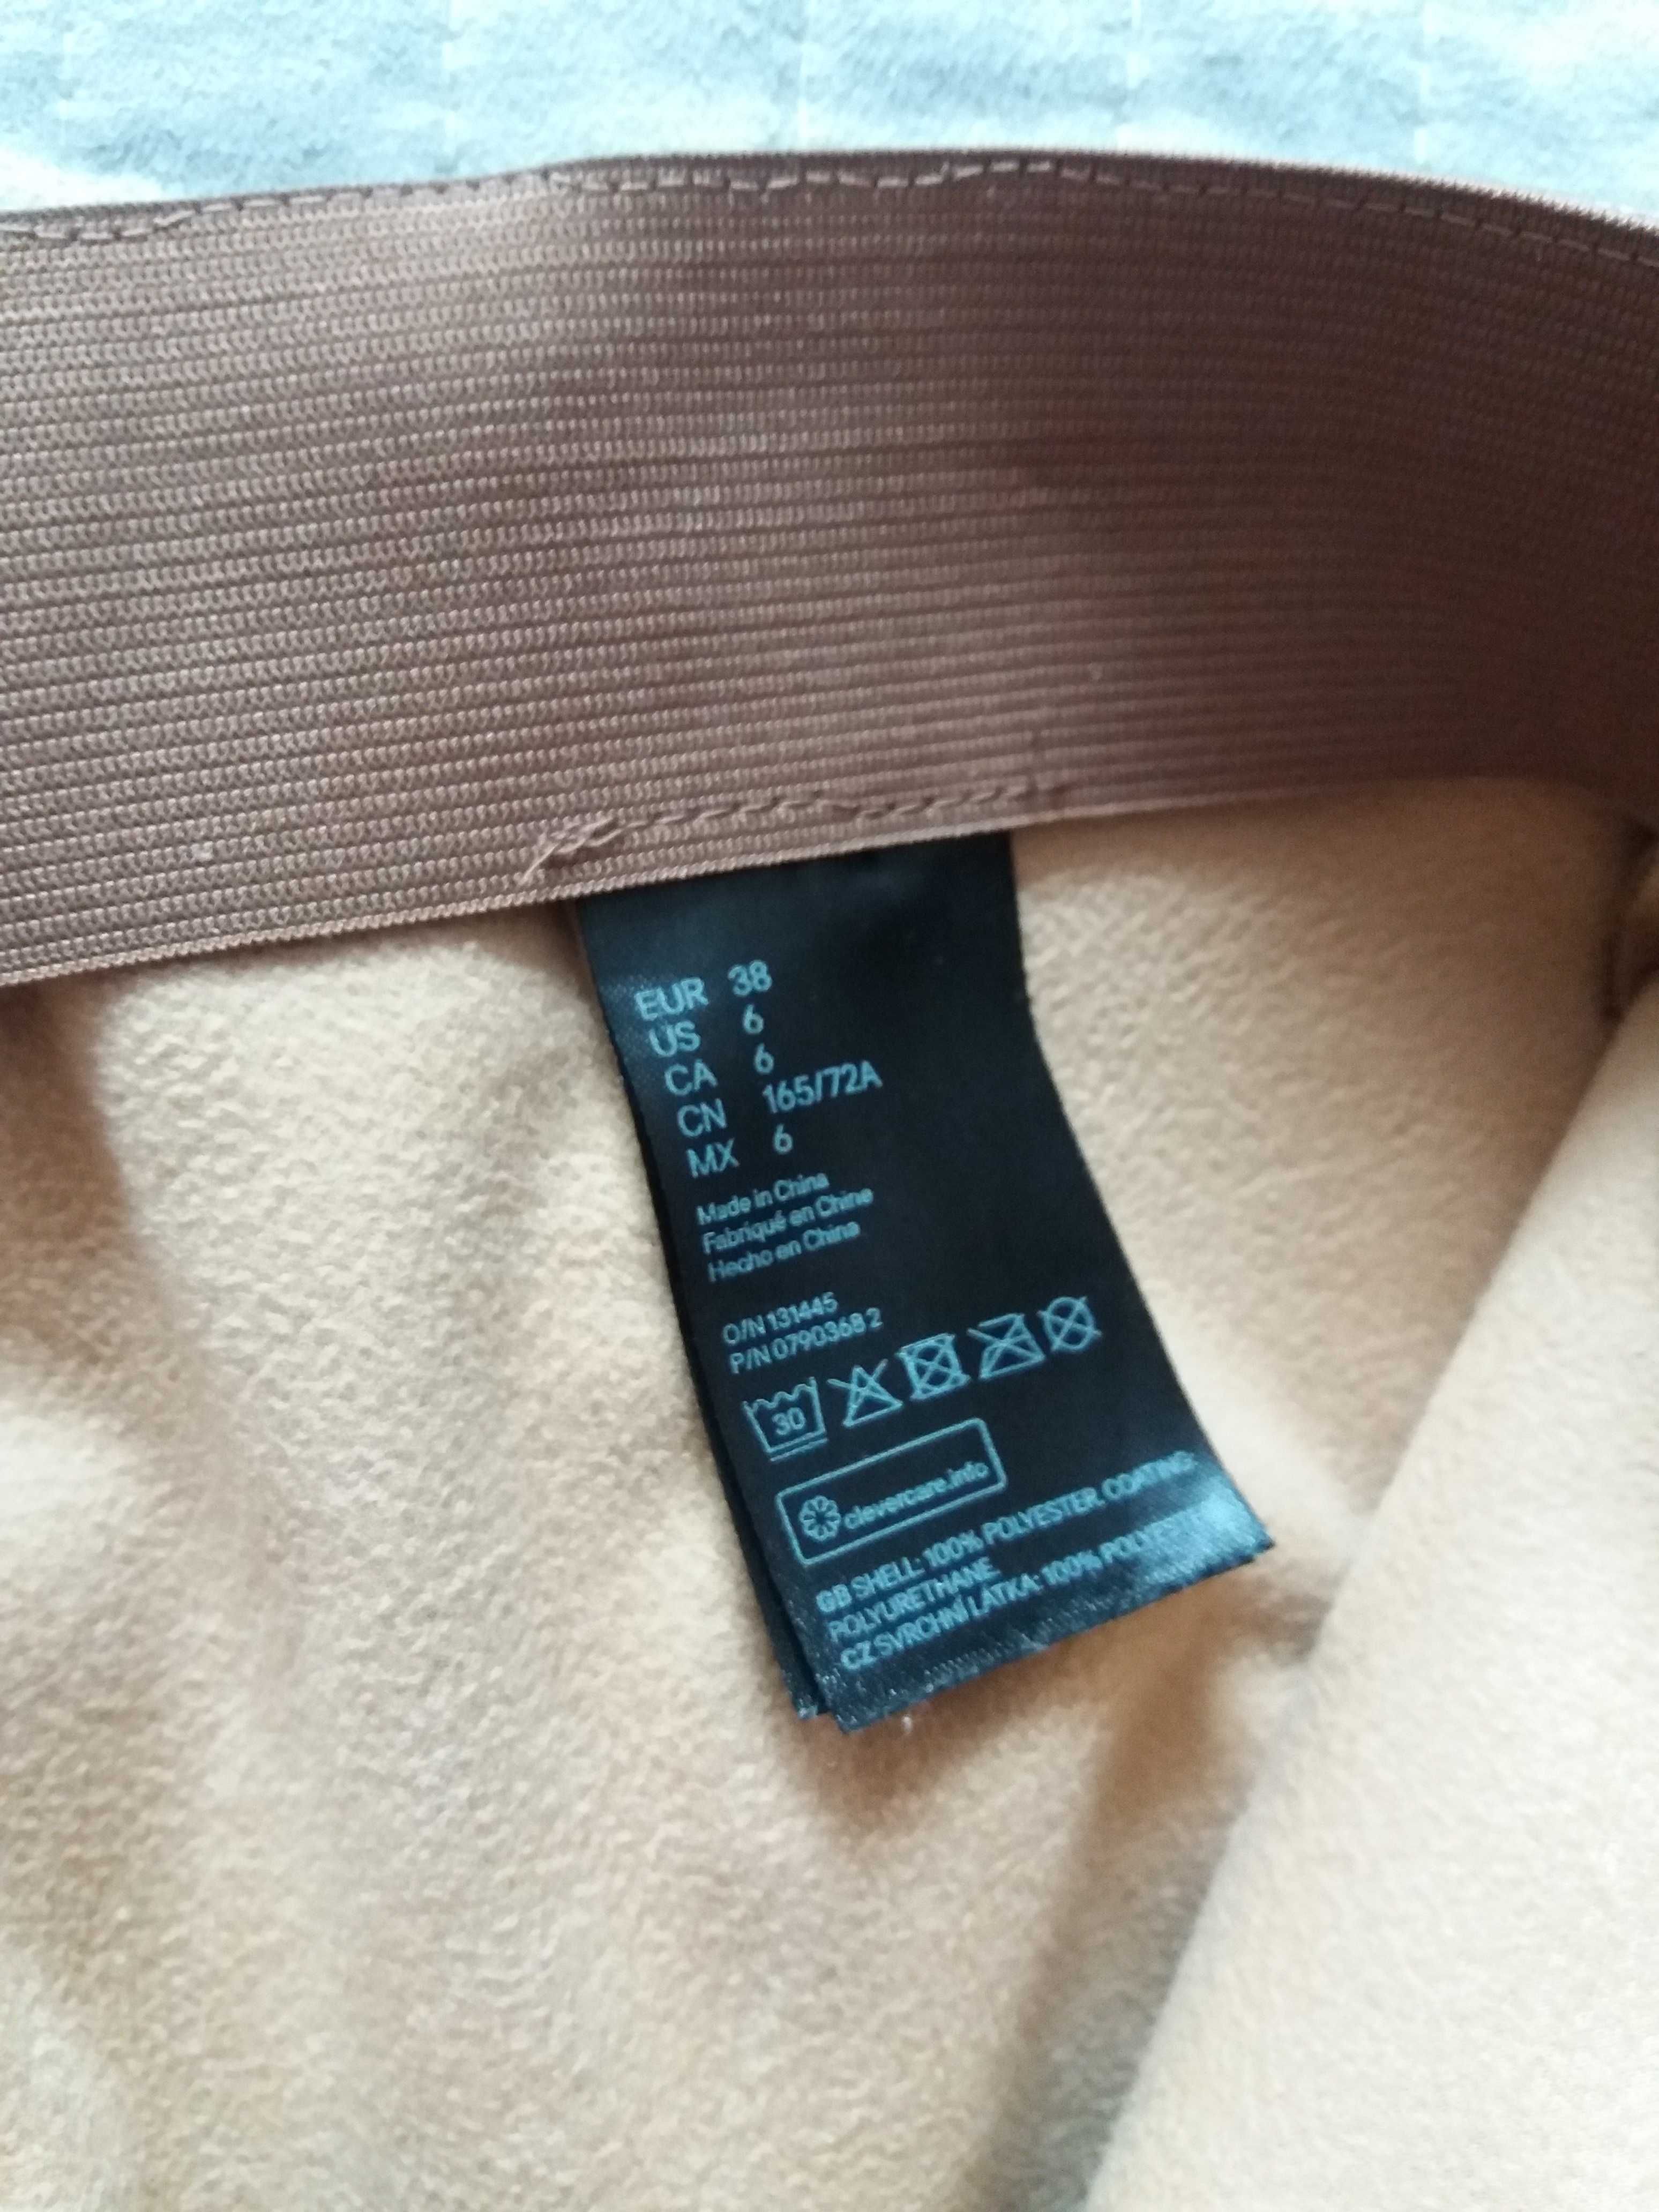 EUR 38
US 6
CA 6
CN 165/72A
MX 6
Made in China
Fabriqué en Chine
Hecho en China
O/N 131445
P/N 0790368 2
30
clevercare.info
GB SHELL: 100% POLYESTER. COATING:
POLYURETHANE
CZ SVRCHNÍ LÁTKA: 100%